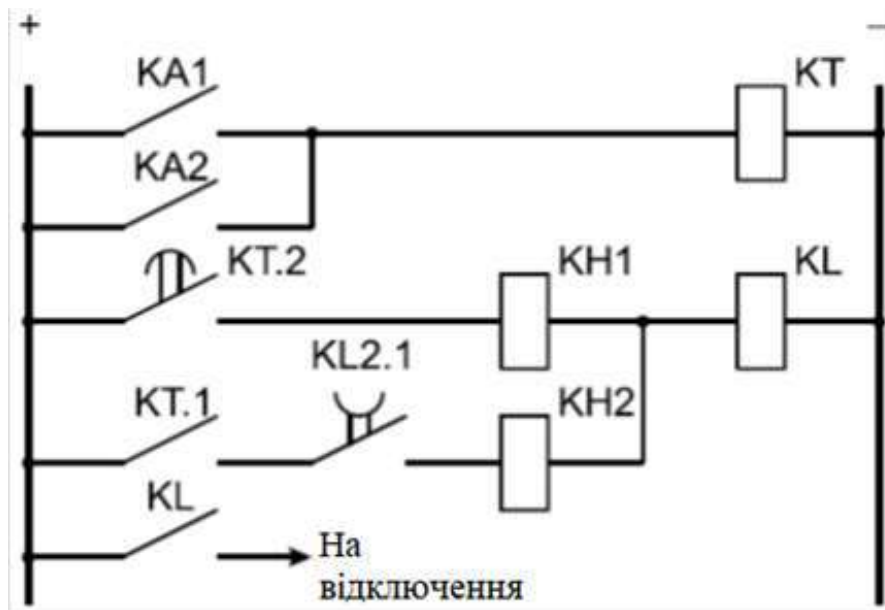 + –
KA1 KT
KA2
KT.2 KH1 KL
KL2.1
KT.1 KH2
KL
На
відключення